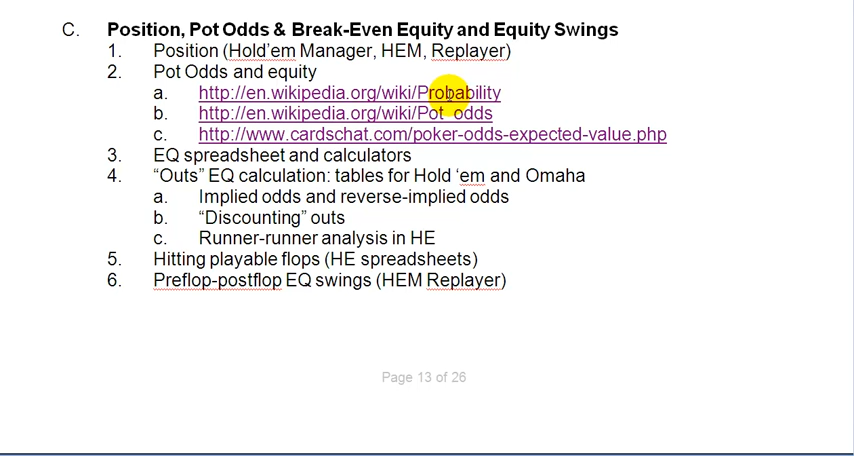 C. Position, Pot Odds & Break-Even Equity and Equity Swings
1. Position (Hold’em Manager, HEM, Replayer)
2. Pot Odds and equity
a. http://en.wikipedia.org/wiki/Probability
b. http://en.wikipedia.org/wiki/Pot_odds
c. http://www.cardschat.com/poker-odds-expected-value.php
3. EQ spreadsheet and calculators
4. “Outs” EQ calculation: tables for Hold ‘em and Omaha
a. Implied odds and reverse-implied odds
b. “Discounting” outs
c. Runner-runner analysis in HE
5. Hitting playable flops (HE spreadsheets)
6. Preflop-postflop EQ swings (HEM Replayer)
Page 13 of 26